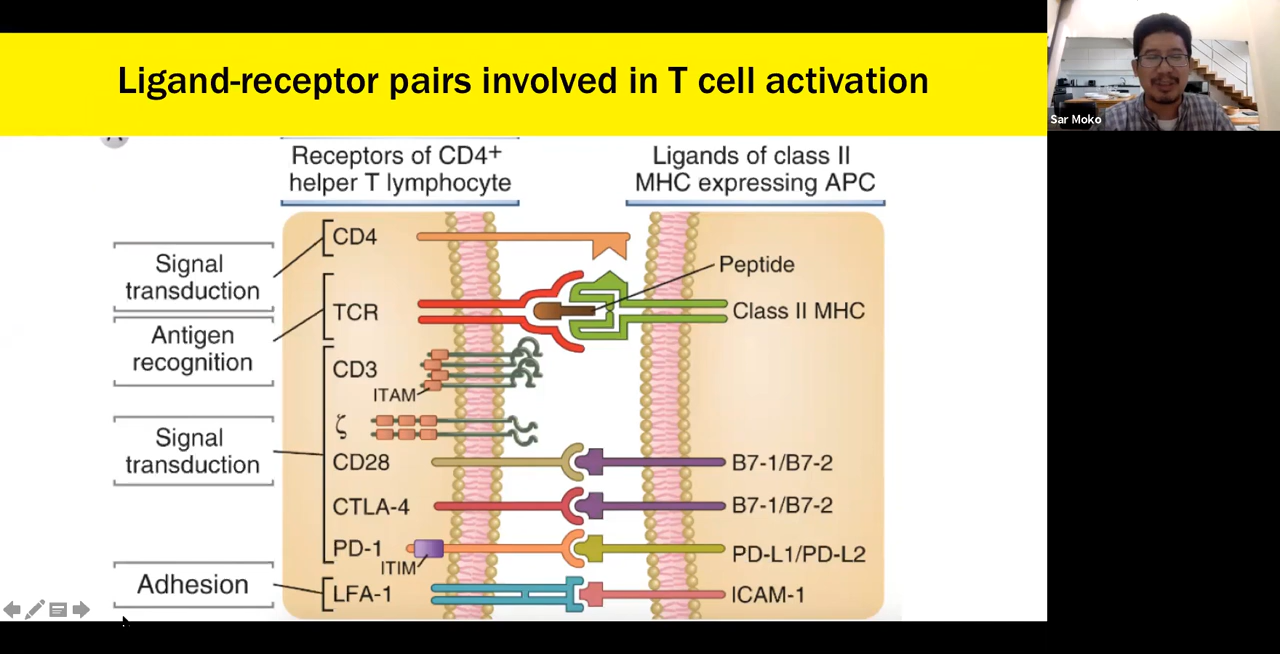 Ligand-receptor pairs involved in T cell activation
Sar Moko
Receptors of CD4+
helper T lymphocyte
Ligands of class II
MHC expressing APC
Signal
transduction
Antigen
recognition
Signal
transduction
Adhesion
CD4
TCR
CD3
ITAM
ζ
CD28
CTLA-4
PD-1
ITIM
LFA-1
Peptide
Class II MHC
B7-1/B7-2
B7-1/B7-2
PD-L1/PD-L2
ICAM-1